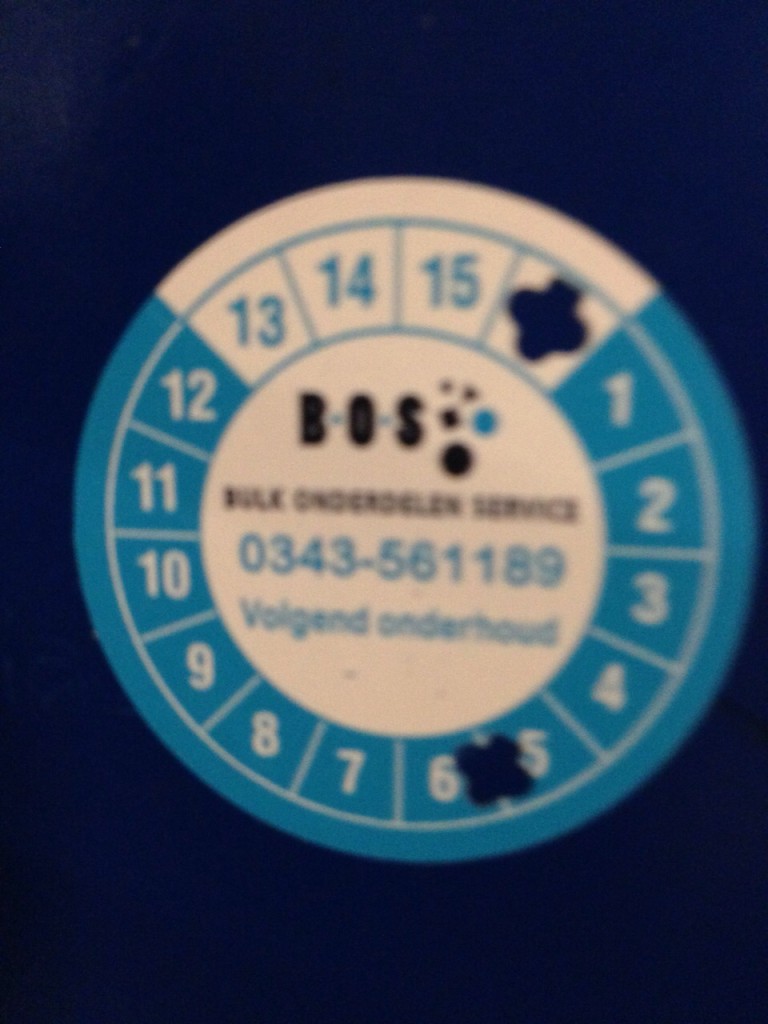 13 14 15
12 1
11 2
10 3
9 4
8 7 6 5
B·O·S
BULK ONDERDELEN SERVICE
0343-561189
Volgend onderhoud